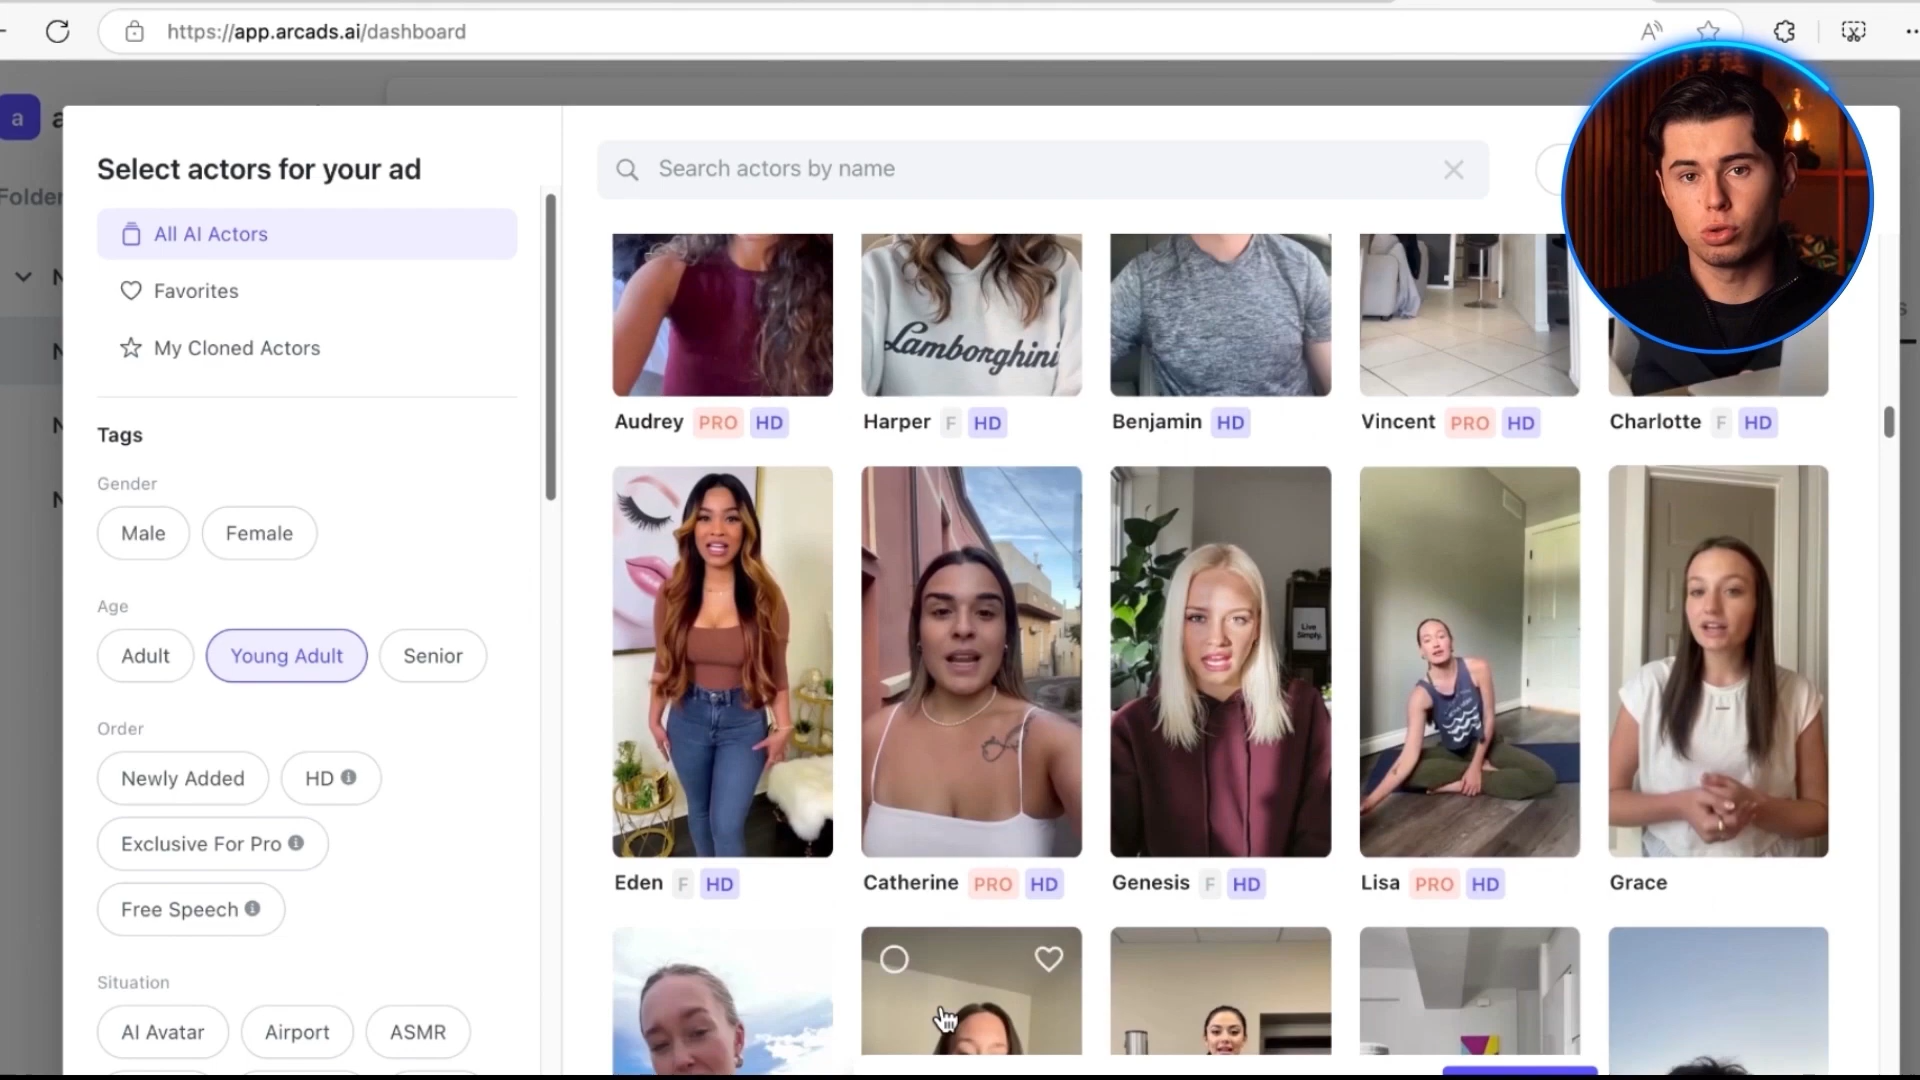 https://app.arcads.ai/dashboard
a
Folder
Select actors for your ad
All AI Actors
Favorites
My Cloned Actors
Tags
Gender
Male
Female
Age
Adult
Young Adult
Senior
Order
Newly Added
HD
Exclusive For Pro
Free Speech
Situation
AI Avatar
Airport
ASMR
Search actors by name
Lamborghini
Audrey PRO HD
Harper F HD
Benjamin HD
Vincent PRO HD
Charlotte F HD
Live
Simply.
Eden F HD
Catherine PRO HD
Genesis F HD
Lisa PRO HD
Grace